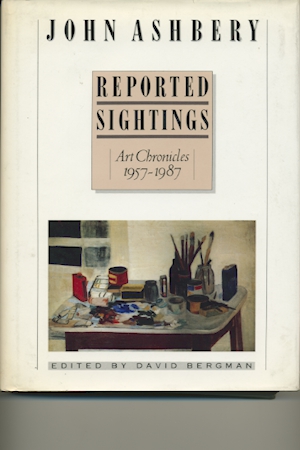 JOHN ASHBERY
REPORTED
SIGHTINGS
Art Chronicles
1957-1987
EDITED BY DAVID BERGMAN